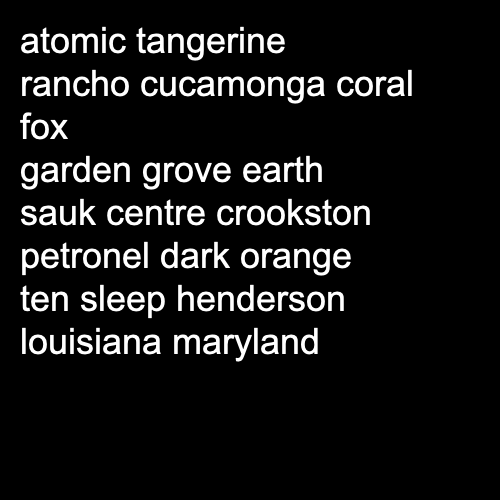 atomic tangerine
rancho cucamonga coral
fox
garden grove earth
sauk centre crookston
petronel dark orange
ten sleep henderson
louisiana maryland